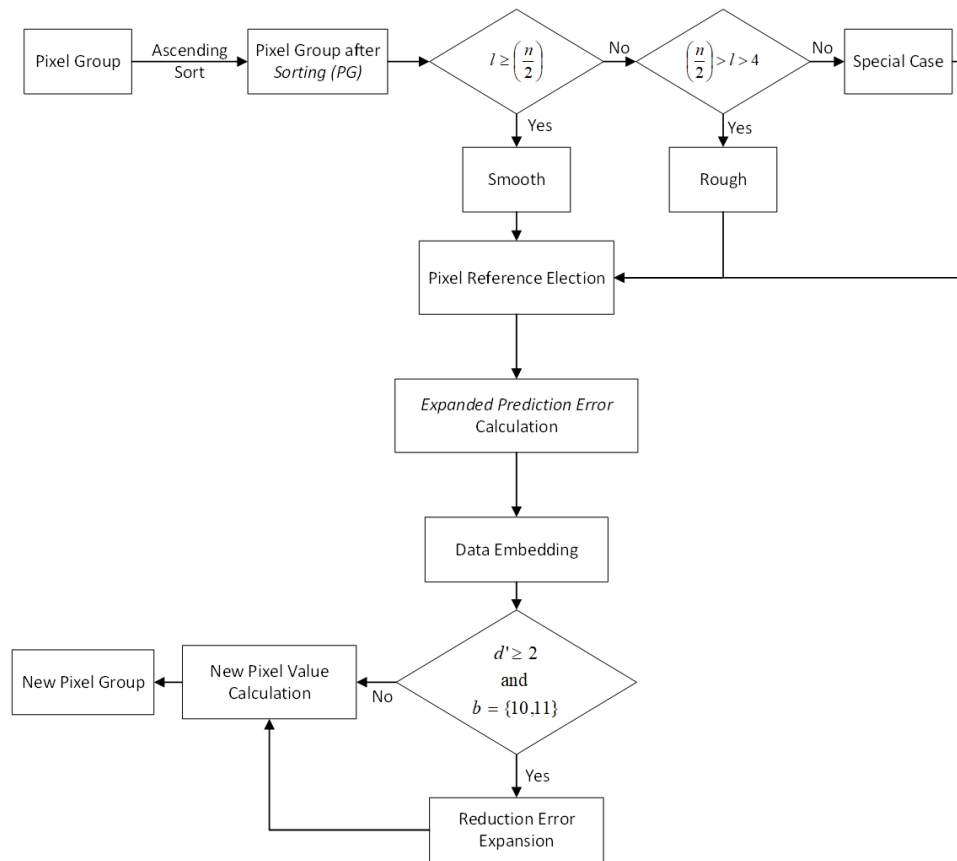 Pixel Group
Ascending
Sort
Pixel Group after
Sorting (PG)
l ≥ (n/2)
No
(n/2) > l > 4
No
Special Case
Yes
Yes
Smooth
Rough
Pixel Reference Election
Expanded Prediction Error
Calculation
Data Embedding
d' ≥ 2
and
b = {10,11}
No
New Pixel Value
Calculation
New Pixel Group
Yes
Reduction Error
Expansion